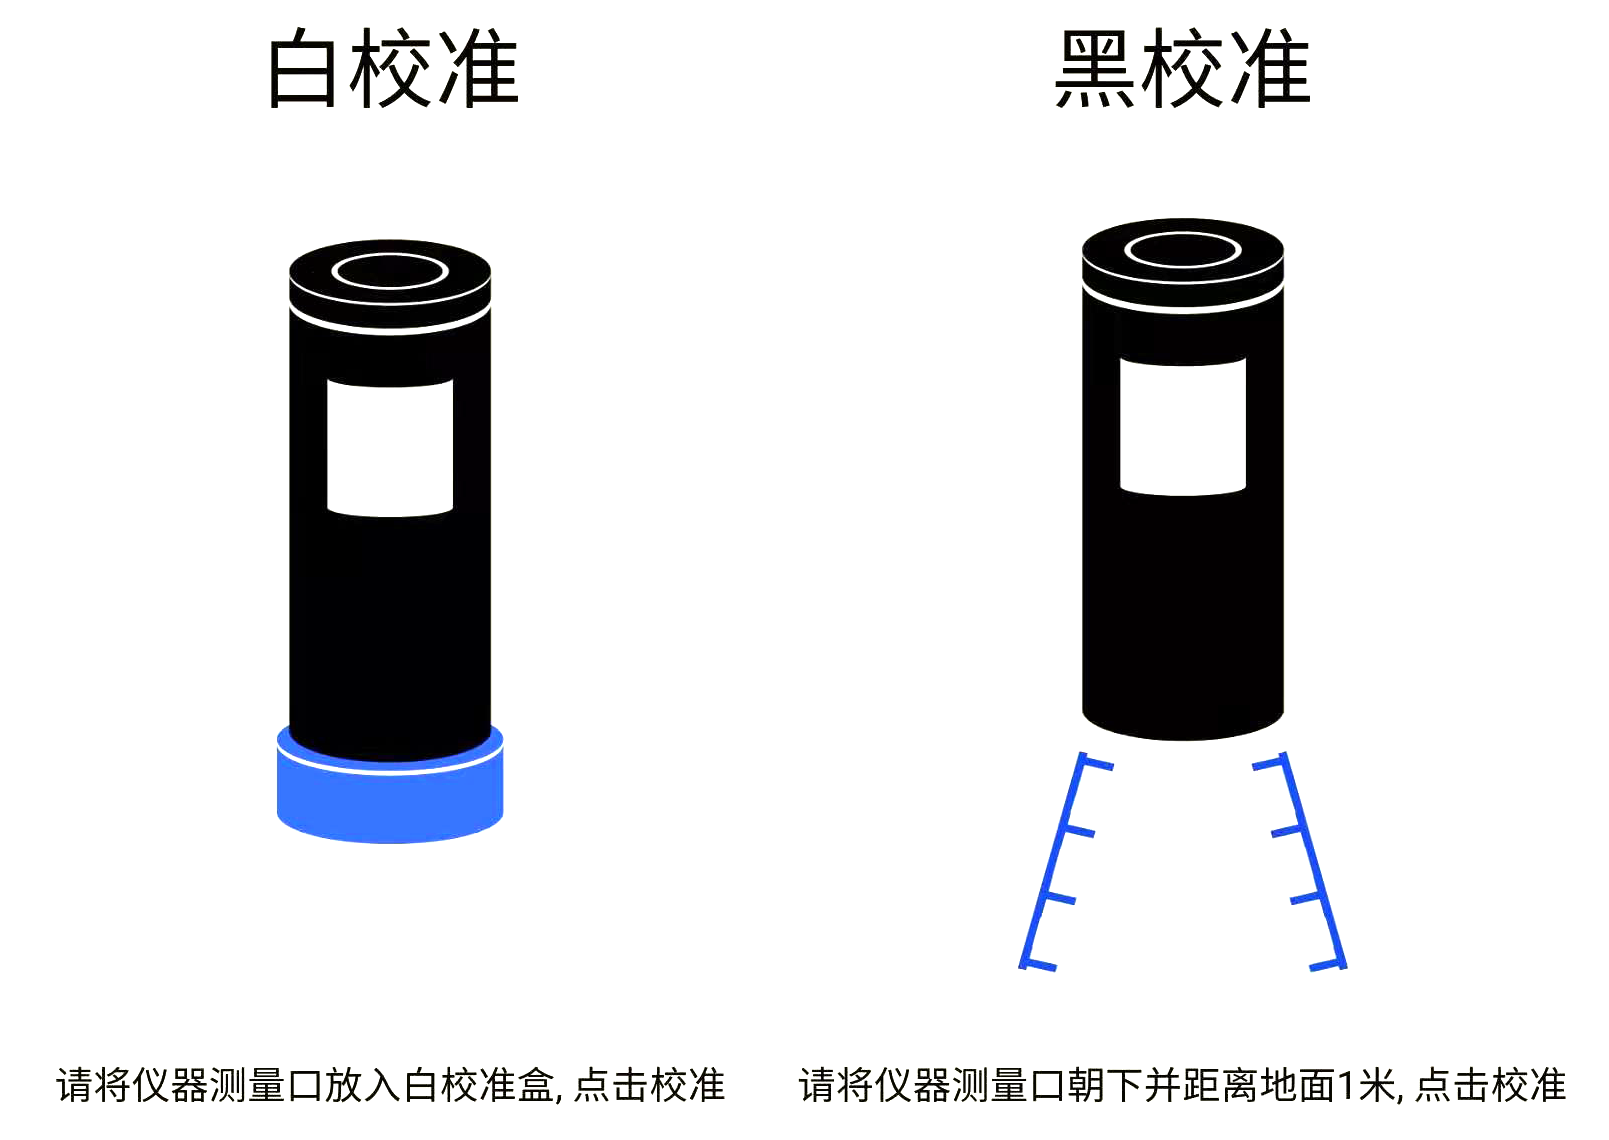 白校准
黑校准
请将仪器测量口放入白校准盒, 点击校准
请将仪器测量口朝下并距离地面1米, 点击校准